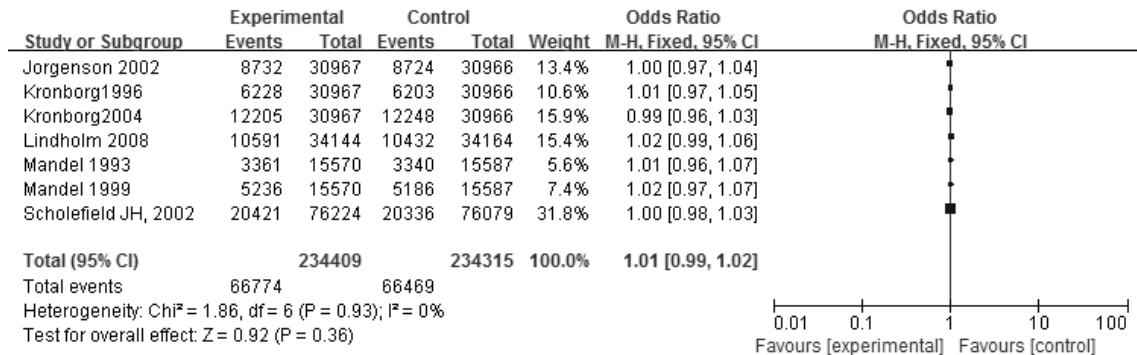 Experimental Control Odds Ratio Odds Ratio
Study or Subgroup Events Total Events Total Weight M-H, Fixed, 95% CI M-H, Fixed, 95% CI
Jorgenson 2002 8732 30967 8724 30966 13.4% 1.00 [0.97, 1.04]
Kronborg1996 6228 30967 6203 30966 10.6% 1.01 [0.97, 1.05]
Kronborg2004 12205 30967 12248 30966 15.9% 0.99 [0.96, 1.03]
Lindholm 2008 10591 34144 10432 34164 15.4% 1.02 [0.99, 1.06]
Mandel 1993 3361 15570 3340 15587 5.6% 1.01 [0.96, 1.07]
Mandel 1999 5236 15570 5186 15587 7.4% 1.02 [0.97, 1.07]
Scholefield JH, 2002 20421 76224 20336 76079 31.8% 1.00 [0.98, 1.03]
Total (95% CI) 234409 234315 100.0% 1.01 [0.99, 1.02]
Total events 66774 66469
Heterogeneity: Chi² = 1.86, df = 6 (P = 0.93); I² = 0%
Test for overall effect: Z = 0.92 (P = 0.36)
0.01 0.1 1 10 100
Favours [experimental] Favours [control]